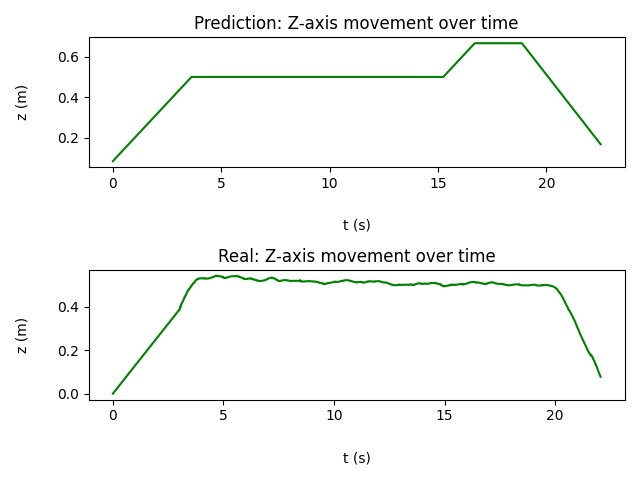 Prediction: Z-axis movement over time
z (m)
0.6
0.4
0.2
0 5 10 15 20
t (s)
Real: Z-axis movement over time
z (m)
0.4
0.2
0.0
0 5 10 15 20
t (s)